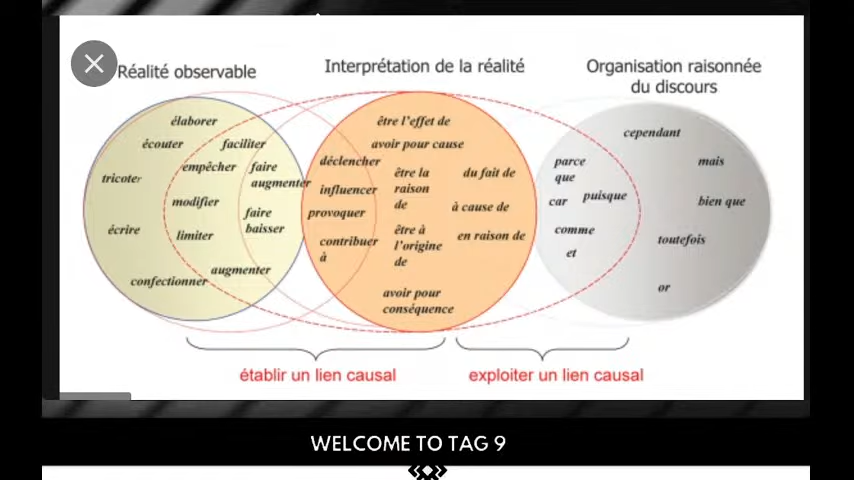 Réalité observable
Interprétation de la réalité
Organisation raisonnée
du discours
élaborer
écouter
faciliter
empêcher
faire
augmenter
tricoter
modifier
faire
baisser
écrire
limiter
augmenter
confectionner
être l'effet de
avoir pour cause
déclencher
être la
raison
de
du fait de
influencer
provoquer
à cause de
contribuer
à
être à
l'origine
de
en raison de
avoir pour
conséquence
cependant
parce
que
mais
car
puisque
bien que
comme
toutefois
et
or
établir un lien causal
exploiter un lien causal
WELCOME TO TAG 9